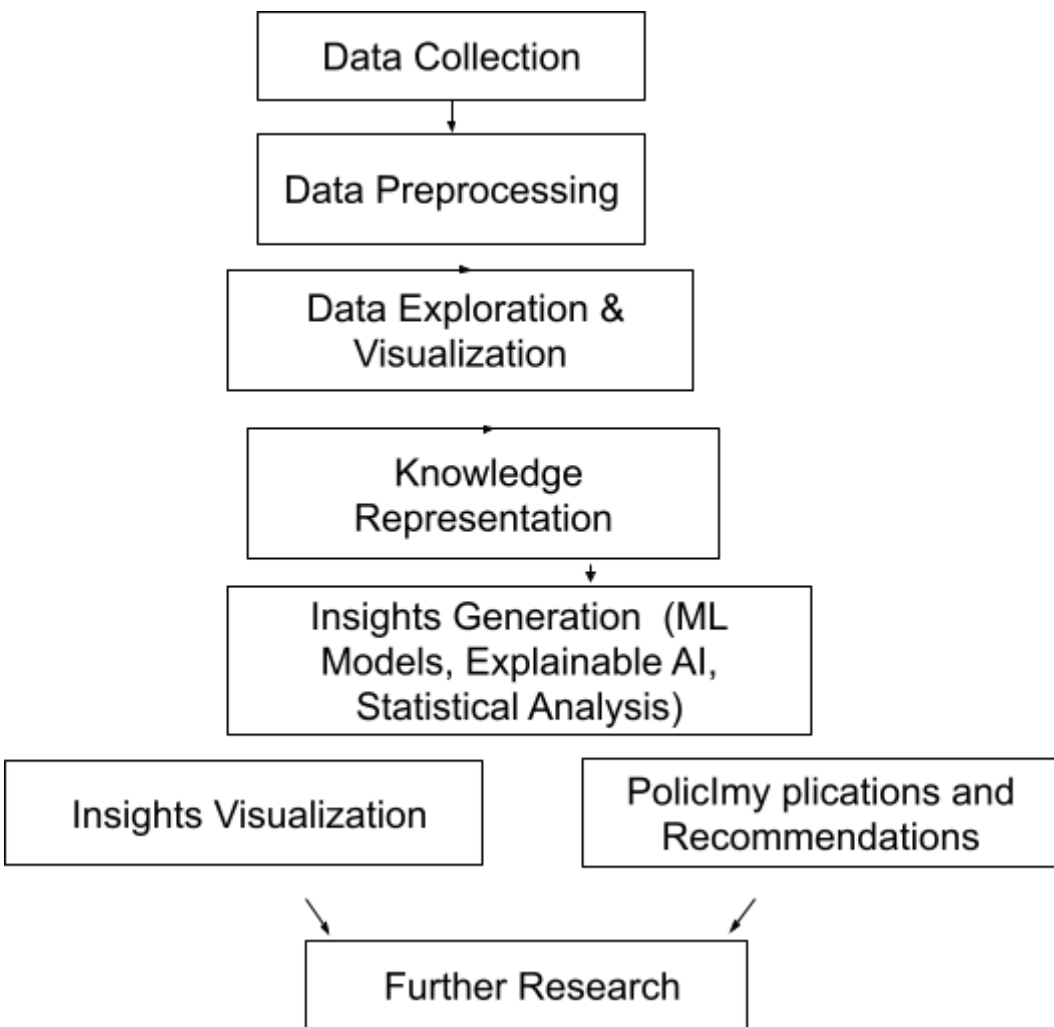 Data Collection
Data Preprocessing
Data Exploration &
Visualization
Knowledge
Representation
Insights Generation  (ML
Models, Explainable AI,
Statistical Analysis)
Insights Visualization
PolicImy plications and
Recommendations
Further Research